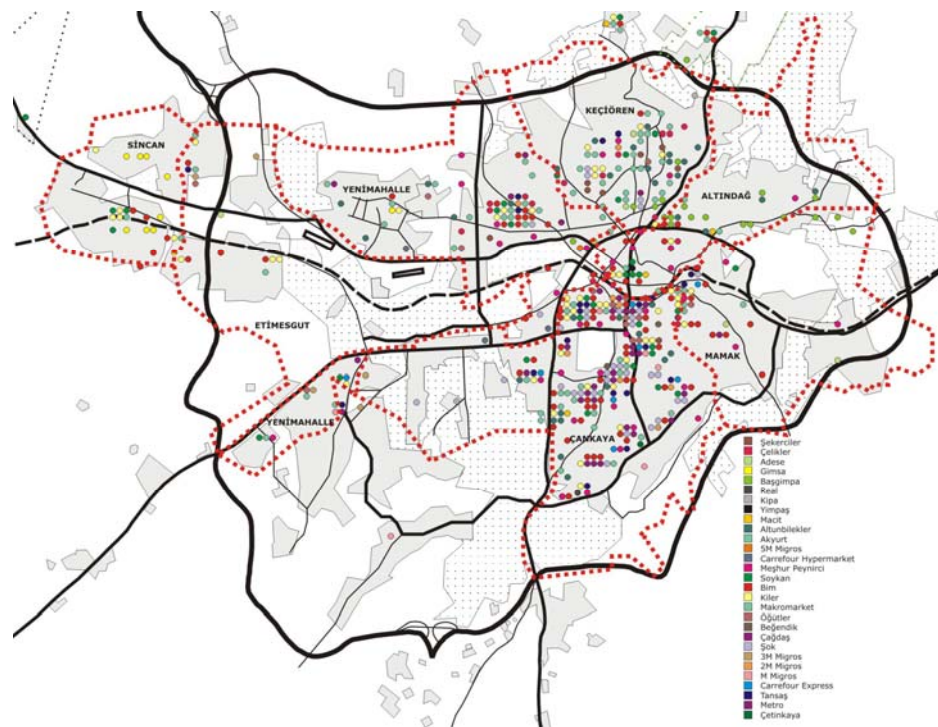 KEÇİÖREN
SİNCAN
YENİMAHALLE
ALTINDAĞ
ETİMESGUT
MAMAK
YENİMAHALLE
ÇANKAYA
Şekerciler
Çelikler
Adese
Gimsa
Başgimpa
Real
Kipa
Yimpaş
Macit
Altunbilekler
Akyurt
5M Migros
Carrefour Hypermarket
Meşhur Peynirci
Soykan
Bim
Kiler
Makromarket
Öğütler
Beğendik
Çağdaş
Şok
3M Migros
2M Migros
M Migros
Carrefour Express
Tansaş
Metro
Çetinkaya